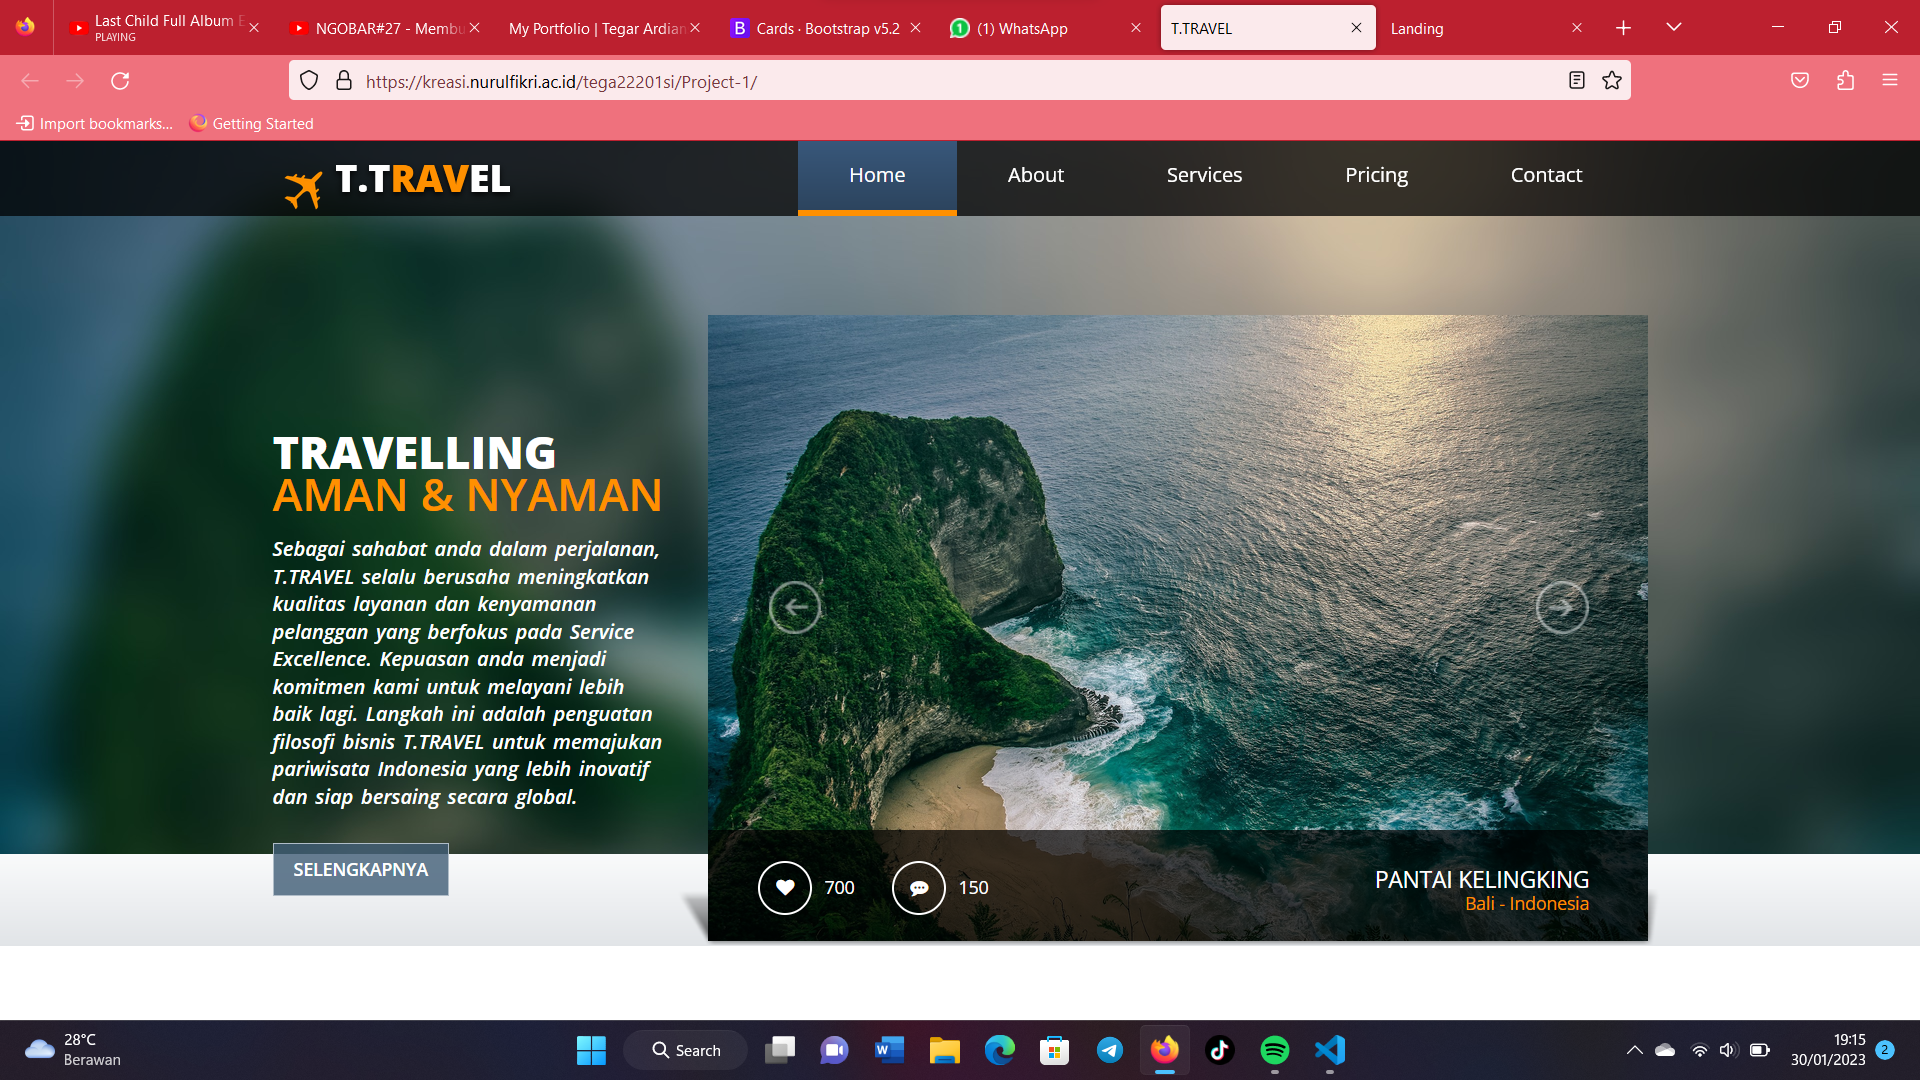 Last Child Full Album E
PLAYING
NGOBAR#27 - Membu
My Portfolio | Tegar Ardian
B Cards · Bootstrap v5.2
1 (1) WhatsApp
T.TRAVEL
Landing
https://kreasi.nurulfikri.ac.id/tega22201si/Project-1/
Import bookmarks...
Getting Started
T.TRAVEL
Home
About
Services
Pricing
Contact
TRAVELLING
AMAN & NYAMAN
Sebagai sahabat anda dalam perjalanan,
T.TRAVEL selalu berusaha meningkatkan
kualitas layanan dan kenyamanan
pelanggan yang berfokus pada Service
Excellence. Kepuasan anda menjadi
komitmen kami untuk melayani lebih
baik lagi. Langkah ini adalah penguatan
filosofi bisnis T.TRAVEL untuk memajukan
pariwisata Indonesia yang lebih inovatif
dan siap bersaing secara global.
SELENGKAPNYA
700
150
PANTAI KELINGKING
Bali - Indonesia
28°C
Berawan
Search
W
19:15
30/01/2023
2